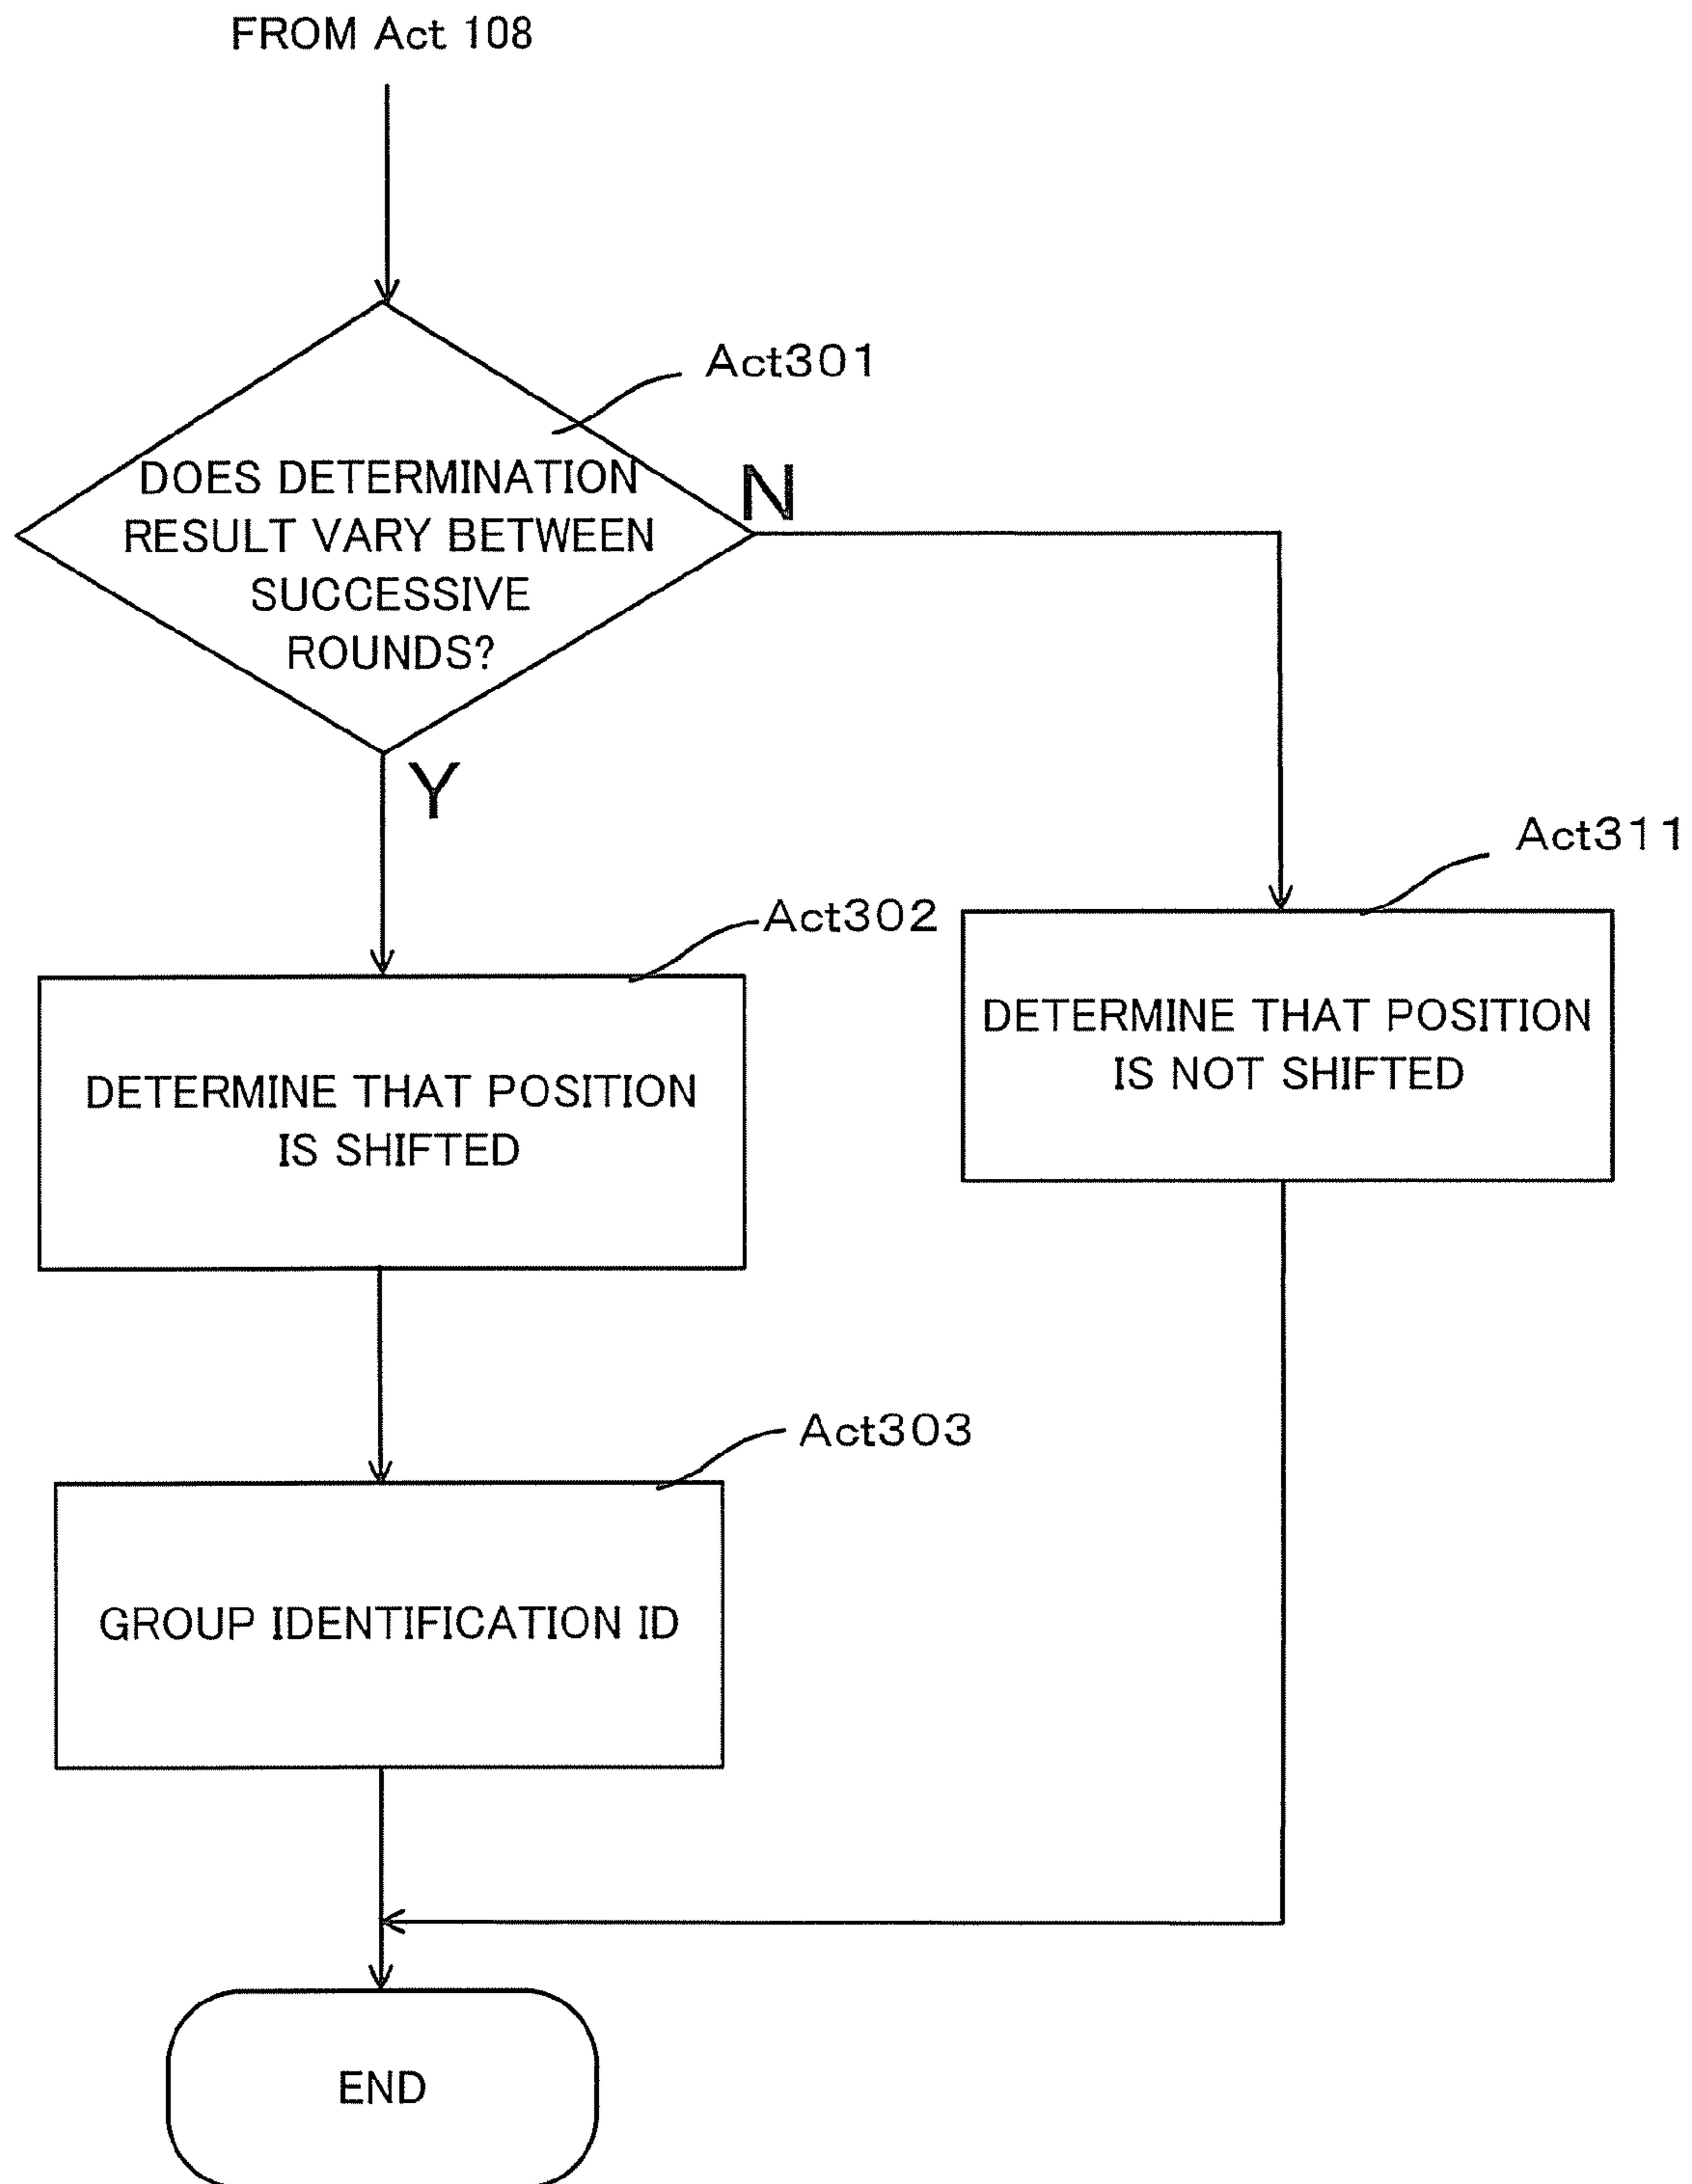 FROM Act 108
Act301
DOES DETERMINATION
RESULT VARY BETWEEN
SUCCESSIVE
ROUNDS?
N
Y
Act311
Act302
DETERMINE THAT POSITION
IS NOT SHIFTED
DETERMINE THAT POSITION
IS SHIFTED
Act303
GROUP IDENTIFICATION ID
END